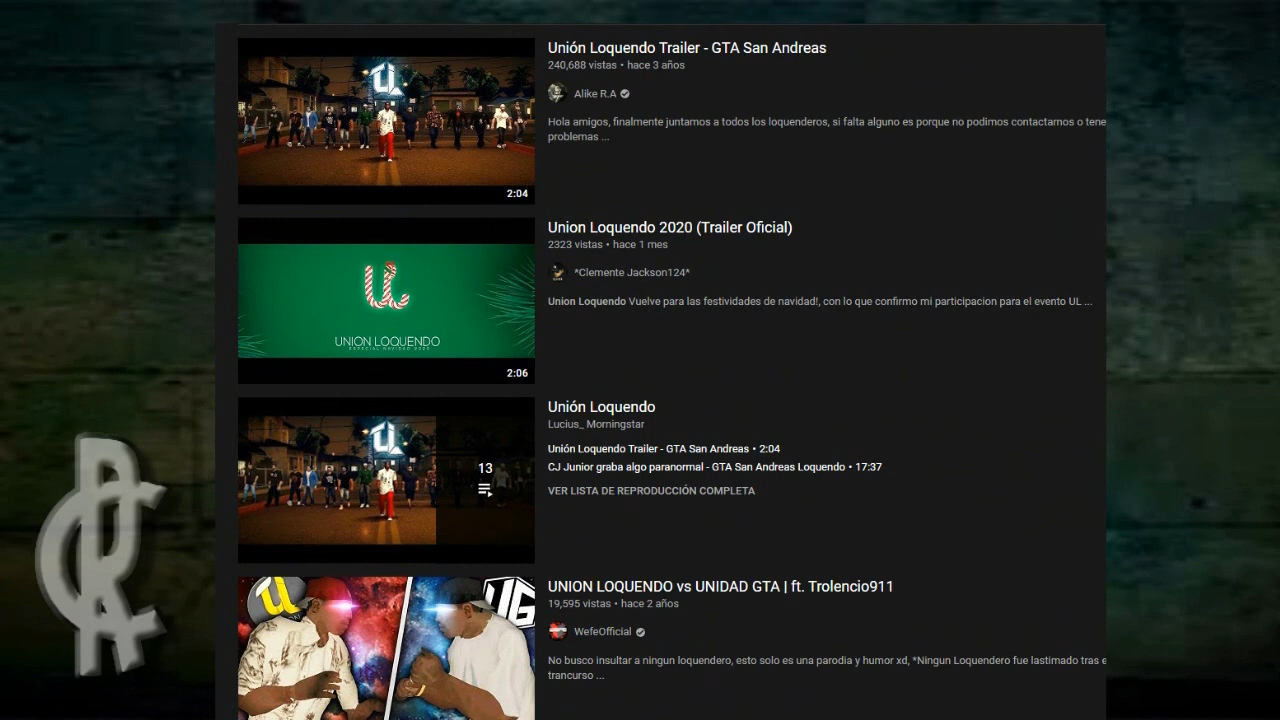 Unión Loquendo Trailer - GTA San Andreas
240,688 vistas • hace 3 años
Alike R.A
Hola amigos, finalmente juntamos a todos los loquenderos, si falta alguno es porque no podimos contactarnos o tene
problemas ...
2:04
Union Loquendo 2020 (Trailer Oficial)
2323 vistas • hace 1 mes
*Clemente Jackson124*
Union Loquendo Vuelve para las festividades de navidad!, con lo que confirmo mi participacion para el evento UL ...
UNION LOQUENDO
ESPECIAL NAVIDAD 2020
2:06
Unión Loquendo
Lucius_ Morningstar
Unión Loquendo Trailer - GTA San Andreas • 2:04
CJ Junior graba algo paranormal - GTA San Andreas Loquendo • 17:37
13
VER LISTA DE REPRODUCCIÓN COMPLETA
UNION LOQUENDO vs UNIDAD GTA | ft. Trolencio911
19,595 vistas • hace 2 años
WefeOfficial
No busco insultar a ningun loquendero, esto solo es una parodia y humor xd, *Ningun Loquendero fue lastimado tras e
trancurso ...
UG